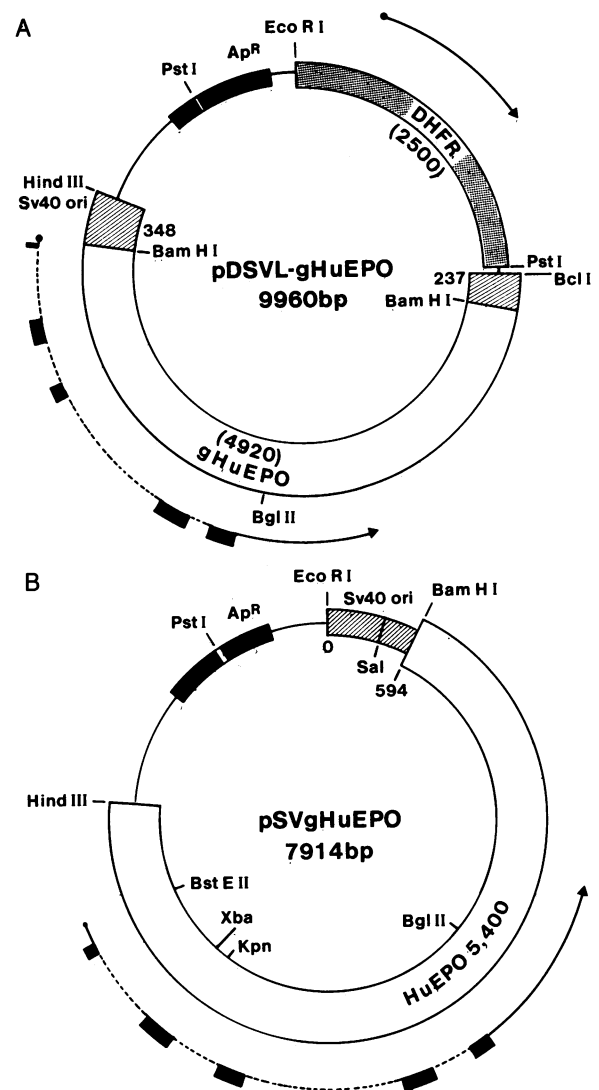 A
Eco R I
Ap^R
Pst I
DHFR
(2500)
Hind III
Sv40 ori
348
Bam H I
pDSVL-gHuEPO
9960bp
237
Pst I
Bcl I
Bam H I
(4920)
gHuEPO
Bgl II
B
Eco R I
Sv40 ori
Bam H I
Ap^R
Pst I
0
Sal
594
Hind III
pSVgHuEPO
7914bp
Bst E II
Xba
Kpn
Bgl II
HuEPO 5,400